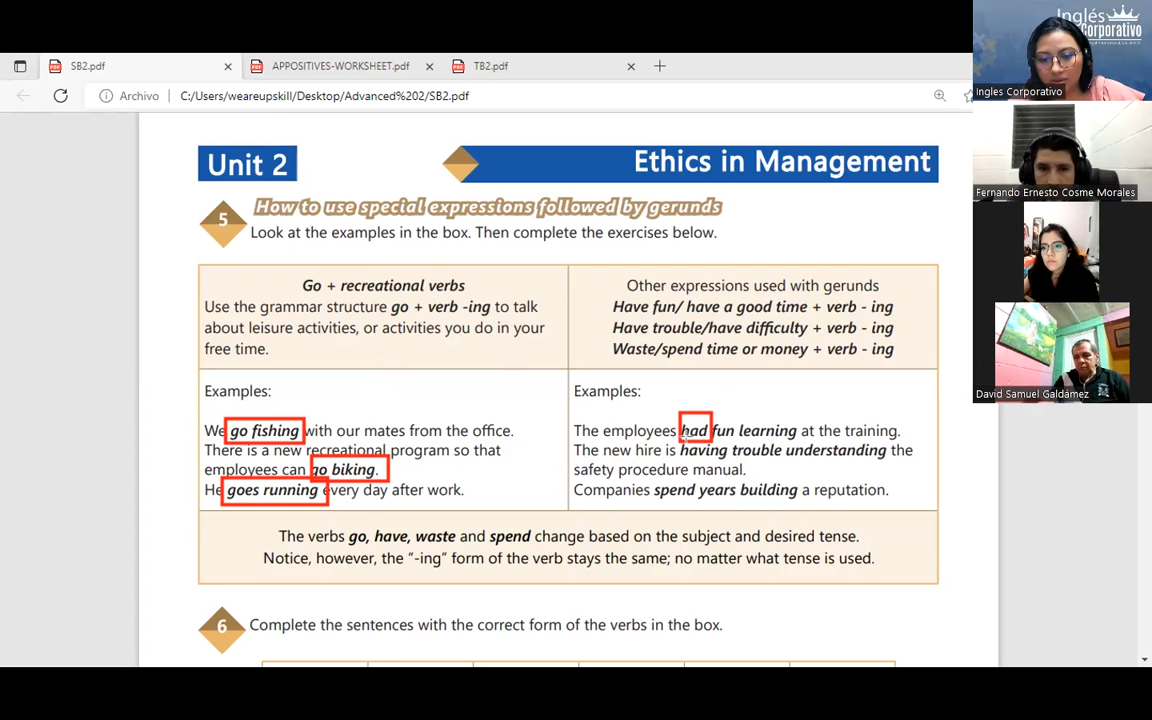 SB2.pdf
APPOSITIVES-WORKSHEET.pdf
TB2.pdf
Archivo
C:/Users/weareupskill/Desktop/Advanced%202/SB2.pdf
Inglés
Corporativo
Ingles Corporativo
Fernando Ernesto Cosme Morales
David Samuel Galdámez
Unit 2
Ethics in Management
5
How to use special expressions followed by gerunds
Look at the examples in the box. Then complete the exercises below.
Go + recreational verbs
Use the grammar structure go + verb -ing to talk
about leisure activities, or activities you do in your
free time.
Other expressions used with gerunds
Have fun/ have a good time + verb - ing
Have trouble/have difficulty + verb - ing
Waste/spend time or money + verb - ing
Examples:
We go fishing with our mates from the office.
There is a new recreational program so that
employees can go biking.
He goes running every day after work.
Examples:
The employees had fun learning at the training.
The new hire is having trouble understanding the
safety procedure manual.
Companies spend years building a reputation.
The verbs go, have, waste and spend change based on the subject and desired tense.
Notice, however, the “-ing” form of the verb stays the same; no matter what tense is used.
6
Complete the sentences with the correct form of the verbs in the box.